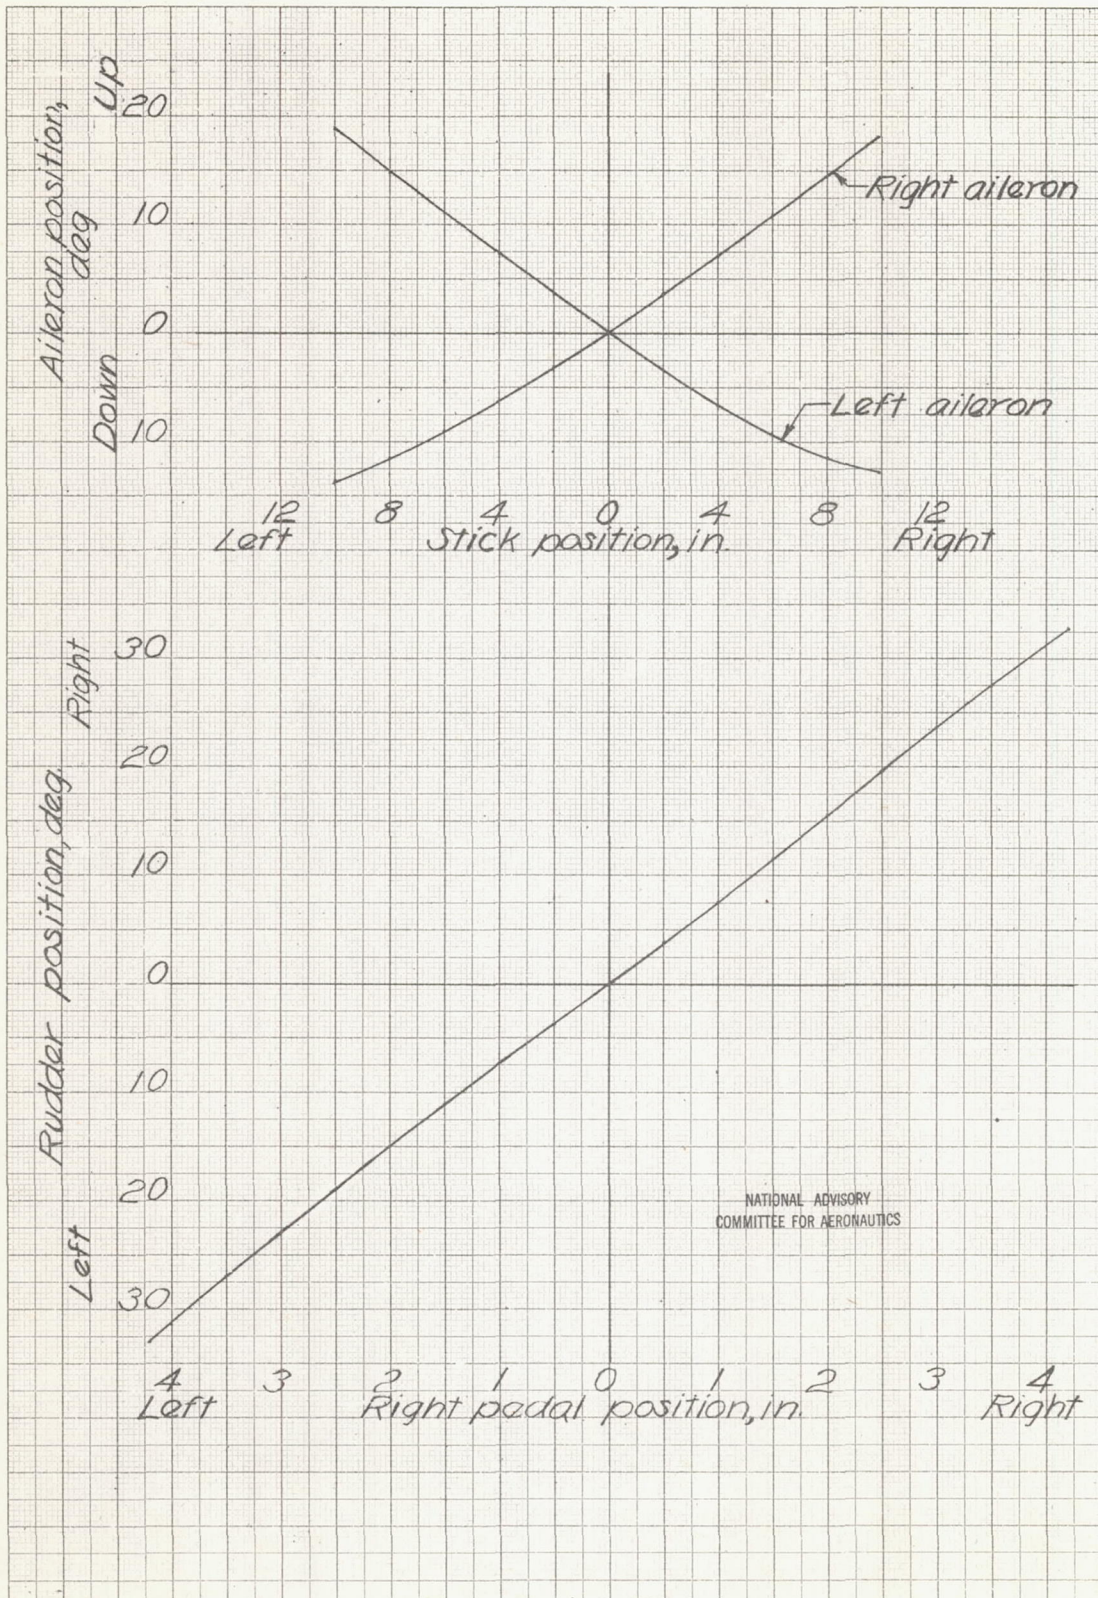 Aileron position,
deg
Up
Down
20
10
0
10
Right aileron
Left aileron
12 8 4 0 4 8 12
Left Stick position, in. Right
Rudder position, deg.
Right
Left
30
20
10
0
10
20
30
NATIONAL ADVISORY
COMMITTEE FOR AERONAUTICS
4 3 2 1 0 1 2 3 4
Left Right pedal position, in. Right